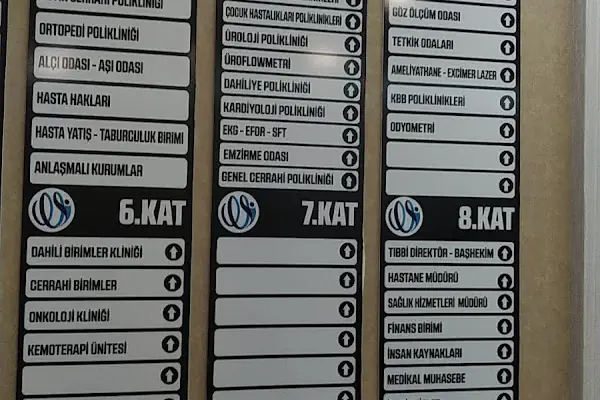 ORTOPEDİ POLİKLİNİĞİ
ALÇI ODASI - AŞI ODASI
HASTA HAKLARI
HASTA YATIŞ - TABURCULUK BİRİMİ
ANLAŞMALI KURUMLAR
6.KAT
DAHİLİ BİRİMLER KLİNİĞİ
CERRAHİ BİRİMLER
ONKOLOJİ KLİNİĞİ
KEMOTERAPİ ÜNİTESİ
ÇOCUK HASTALIKLARI POLİKLİNİKLERİ
ÜROLOJİ POLİKLİNİĞİ
ÜROFLOWMETRİ
DAHİLİYE POLİKLİNİĞİ
KARDİYOLOJİ POLİKLİNİĞİ
EKG - EFOR - SFT
EMZİRME ODASI
GENEL CERRAHİ POLİKLİNİĞİ
7.KAT
GÖZ ÖLÇÜM ODASI
TETKİK ODALARI
AMELİYATHANE - EXCİMER LAZER
KBB POLİKLİNİKLERİ
ODYOMETRİ
8.KAT
TIBBİ DİREKTÖR - BAŞHEKİM
HASTANE MÜDÜRÜ
SAĞLIK HİZMETLERİ MÜDÜRÜ
FİNANS BİRİMİ
İNSAN KAYNAKLARI
MEDİKAL MUHASEBE